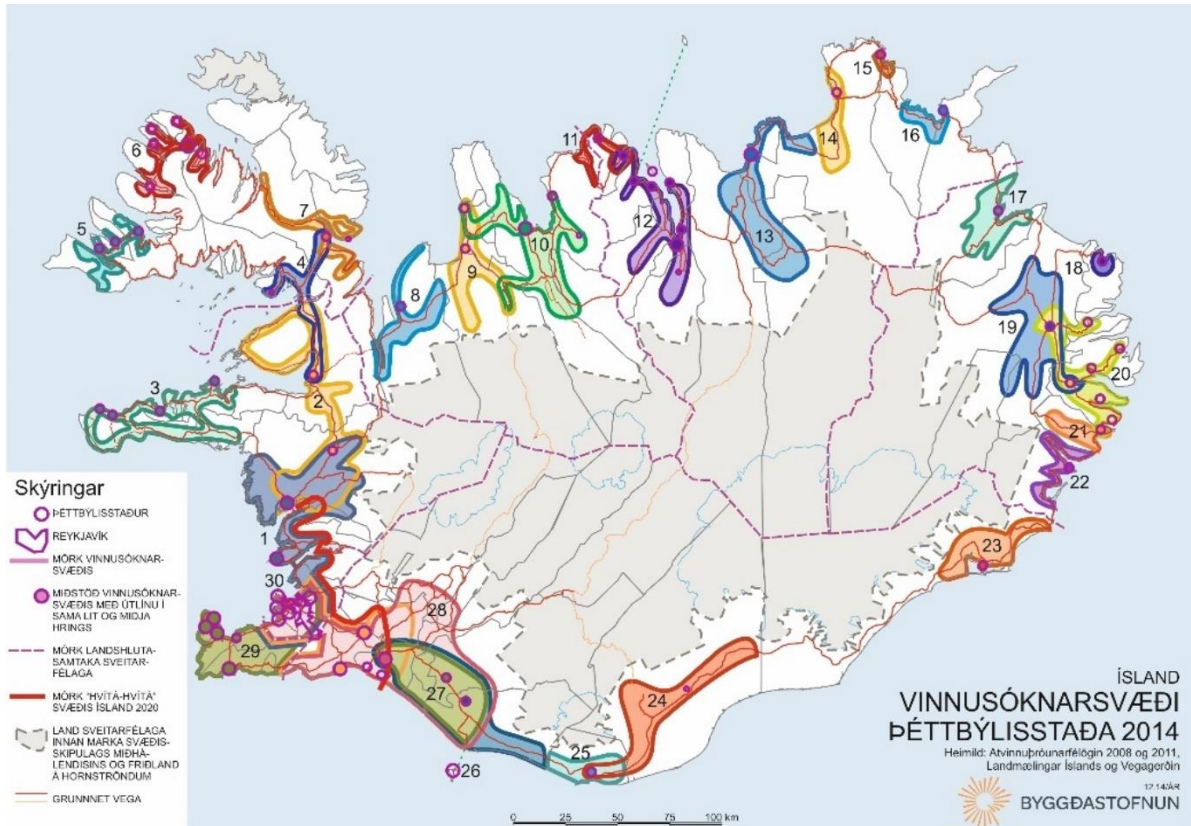 15
16
14
11
6
7
17
12
5
10
13
4
9
18
8
19
3
20
2
21
22
1
23
30
28
29
27
24
25
26
Skýringar
ÞÉTTBÝLISSTAÐUR
REYKJAVÍK
MÖRK VINNUSÓKNAR-
SVÆÐIS
MIÐSTÖÐ VINNUSÓKNAR-
SVÆÐIS MEÐ ÚTLÍNU Í
SAMA LIT OG MIÐJA
HRINGS
MÖRK LANDSHLUTA-
SAMTAKA SVEITAR-
FÉLAGA
MÖRK "HVÍTÁ-HVÍTÁ"
SVÆÐIS ÍSLAND 2020
LAND SVEITARFÉLAGA
INNAN MARKA SVÆÐIS-
SKIPULAGS MIÐHÁ-
LENDISINS OG FRIÐLAND
Á HORNSTRÖNDUM
GRUNNNET VEGA
ÍSLAND
VINNUSÓKNARSVÆÐI
ÞÉTTBÝLISSTAÐA 2014
Heimild: Atvinnuþróunarfélögin 2008 og 2011,
Landmælingar Íslands og Vegagerðin
12.14/ÁR
BYGGÐASTOFNUN
0 25 50 75 100 km